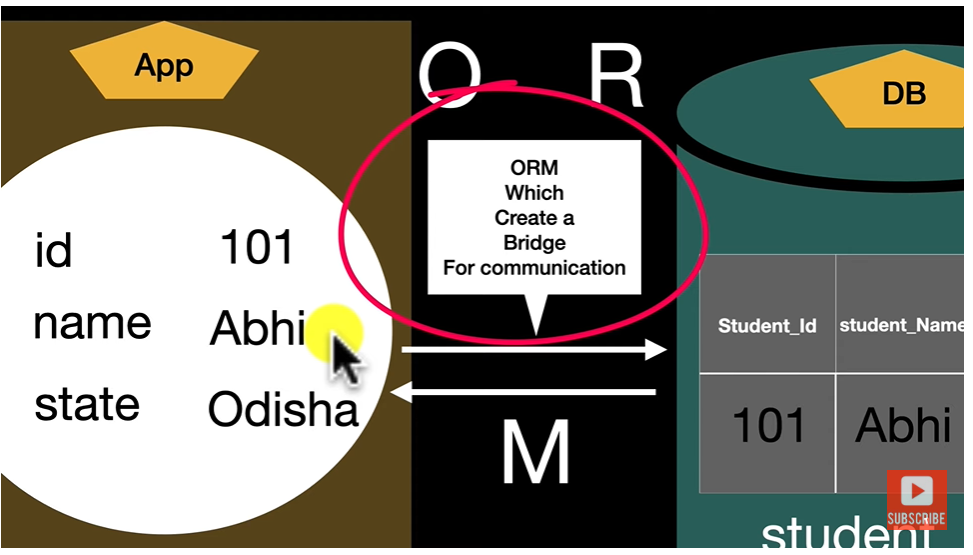 App
O R
DB
ORM
Which
Create a
Bridge
For communication
id 101
name Abhi
state Odisha
Student_Id student_Name
101 Abhi
M
SUBSCRIBE
student